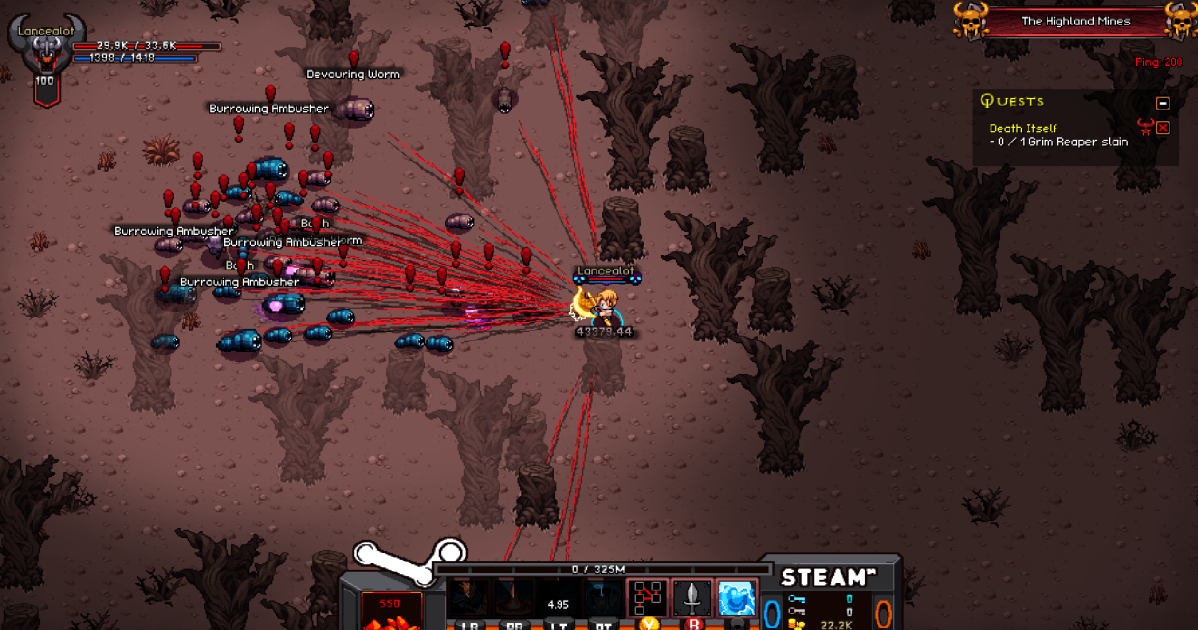 Lancealot
29,9K / 33,6K
1398 / 1418
100
The Highland Mines
Ping: 200
QUESTS
Death Itself
- 0 / 1 Grim Reaper slain
Devouring Worm
Burrowing Ambusher
Burrowing Ambusher
Burrowing Ambusher
Burrowing Ambusher
Lancealot
43379.44
0 / 325M
550
4.95
LB
RB
LT
RT
Y
B
STEAM™
0
0
22.2K